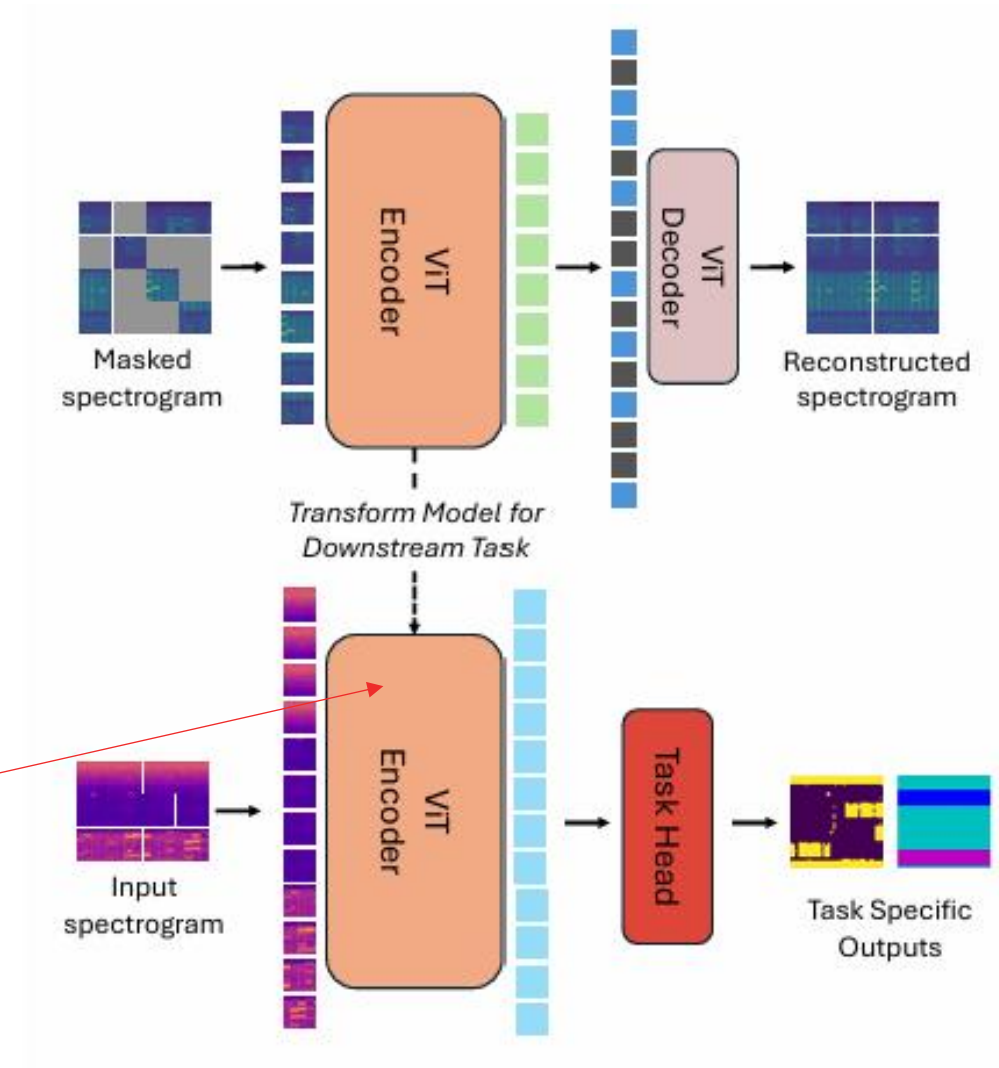 ViT
Encoder
ViT
Decoder
Masked
spectrogram
Reconstructed
spectrogram
Transform Model for
Downstream Task
ViT
Encoder
Task Head
Input
spectrogram
Task Specific
Outputs